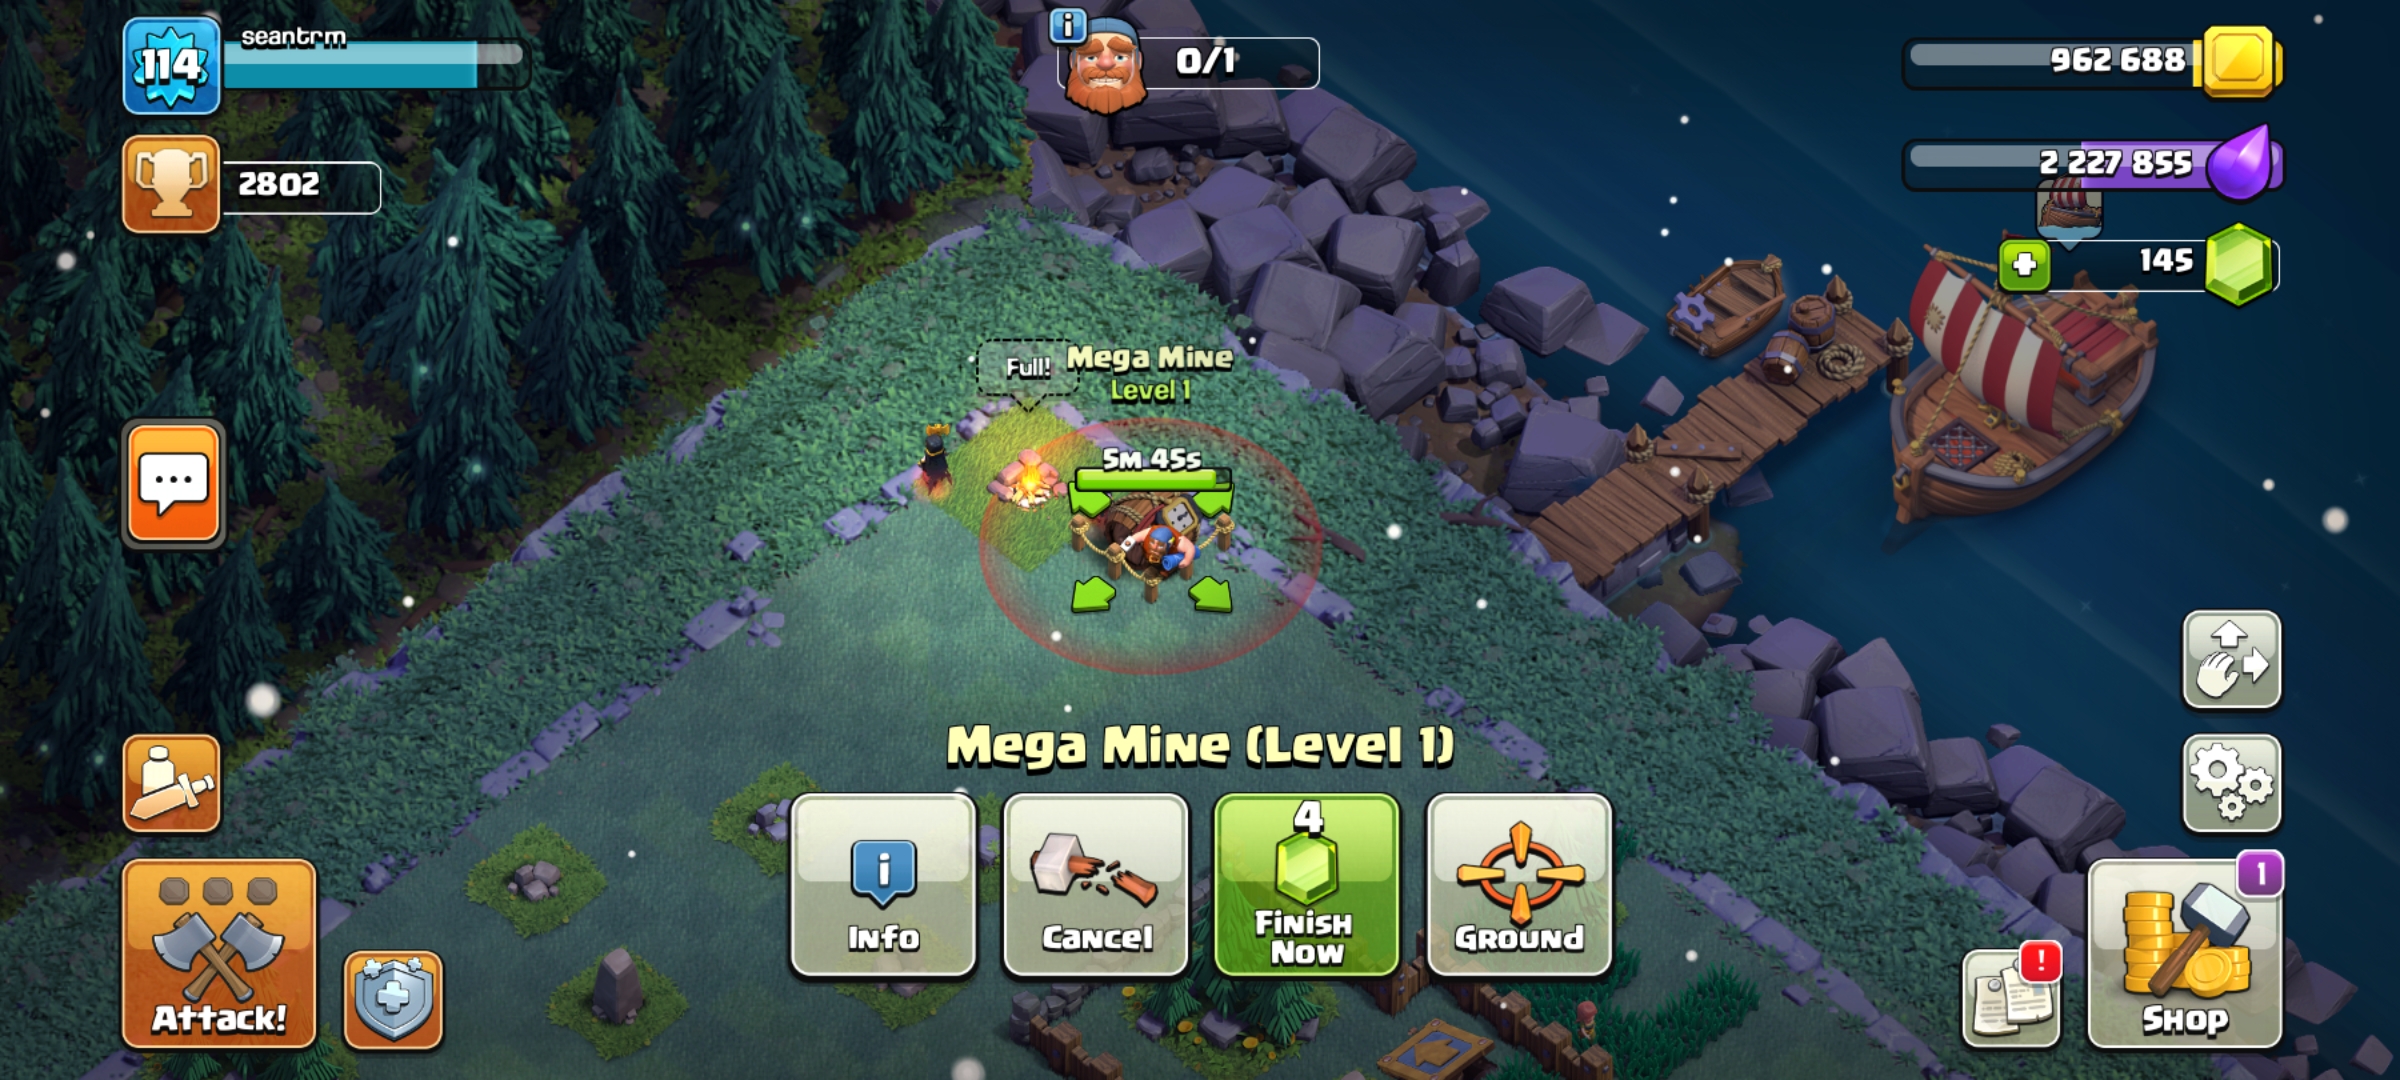 114
seantrm
0/1
962 688
2802
2 227 855
145
Full!
Mega Mine
Level 1
5M 45s
Mega Mine (Level 1)
4
Info
Cancel
Finish
Now
Ground
Attack!
1
!
Shop